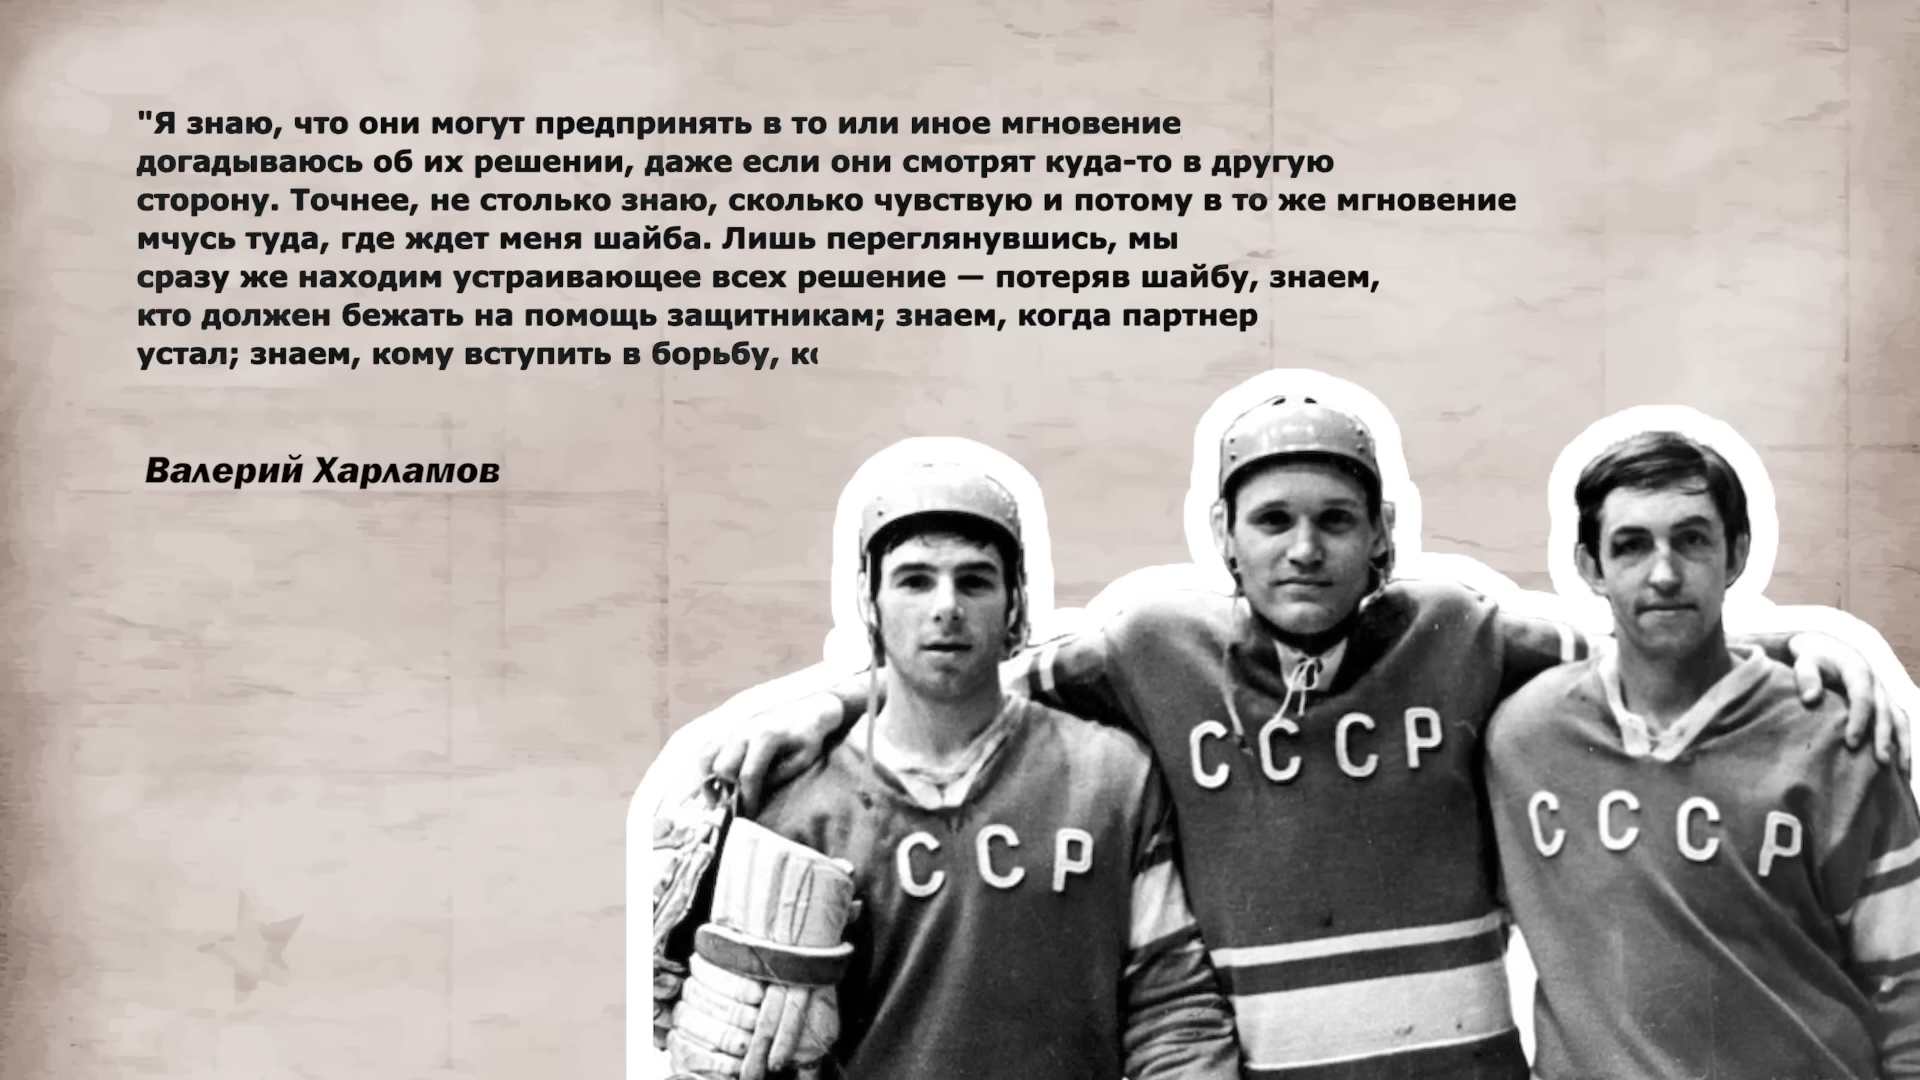 "Я знаю, что они могут предпринять в то или иное мгновение
догадываюсь об их решении, даже если они смотрят куда-то в другую
сторону. Точнее, не столько знаю, сколько чувствую и потому в то же мгновение
мчусь туда, где ждет меня шайба. Лишь переглянувшись, мы
сразу же находим устраивающее всех решение — потеряв шайбу, знаем,
кто должен бежать на помощь защитникам; знаем, когда партнер
устал; знаем, кому вступить в борьбу,
Валерий Харламов
СССР
СССР
ССР